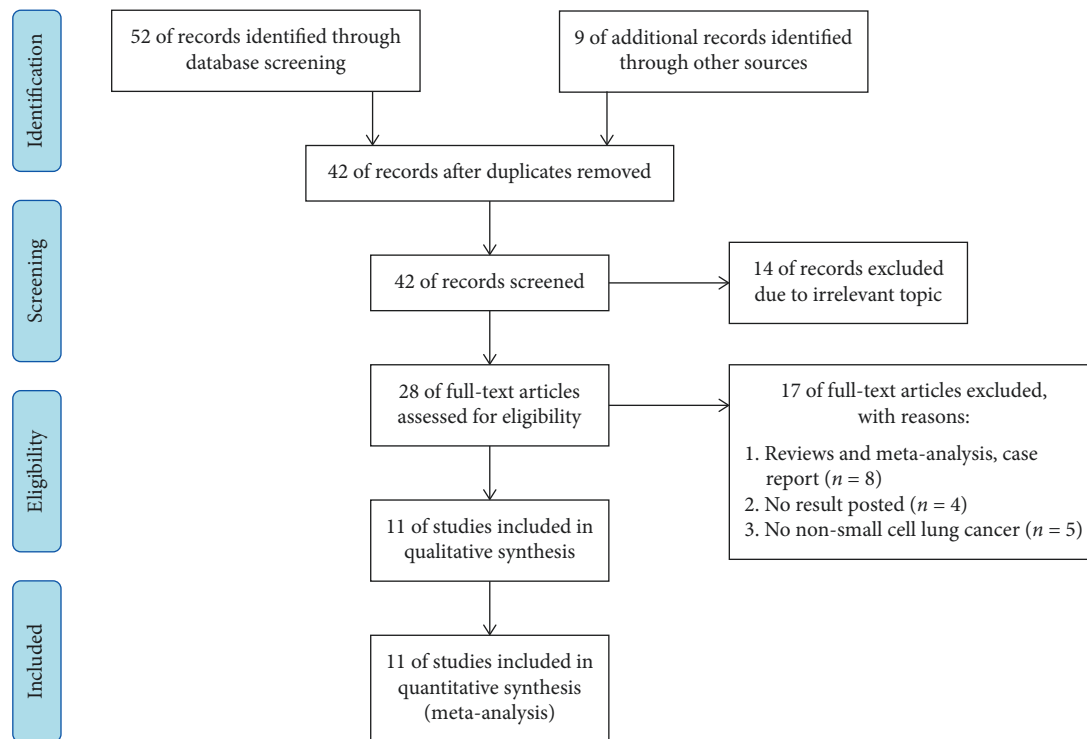 Identification
52 of records identified through
database screening
9 of additional records identified
through other sources
42 of records after duplicates removed
Screening
42 of records screened
14 of records excluded
due to irrelevant topic
Eligibility
28 of full-text articles
assessed for eligibility
17 of full-text articles excluded,
with reasons:
1. Reviews and meta-analysis, case
report (n = 8)
2. No result posted (n = 4)
3. No non-small cell lung cancer (n = 5)
11 of studies included in
qualitative synthesis
Included
11 of studies included in
quantitative synthesis
(meta-analysis)